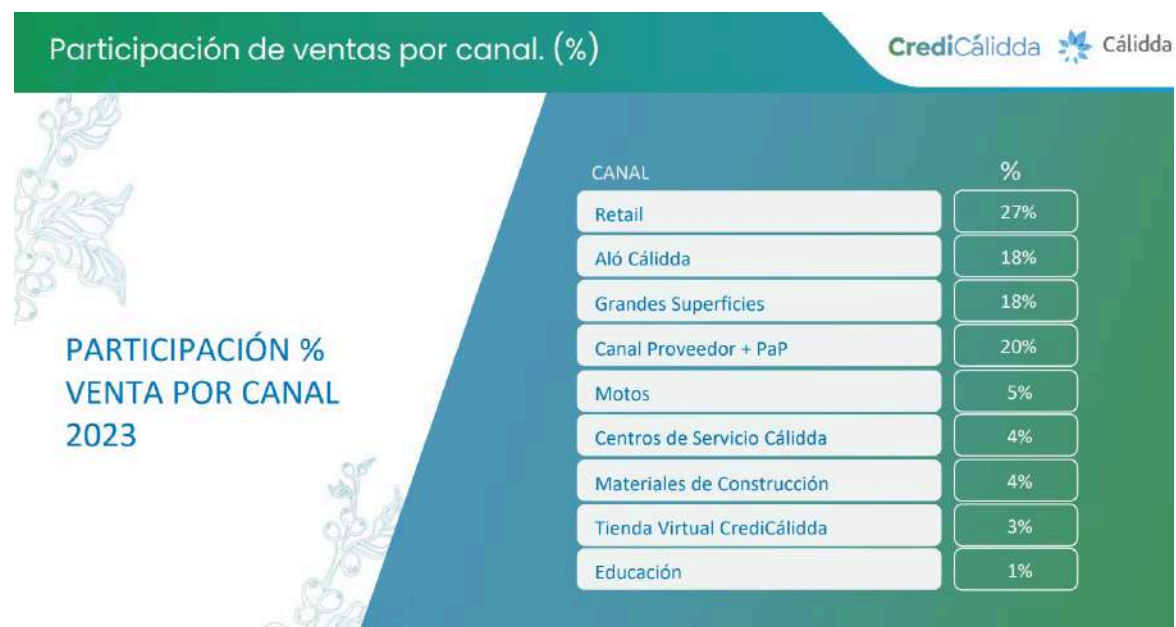 Participación de ventas por canal. (%)
CrediCálidda Cálidda
PARTICIPACIÓN %
VENTA POR CANAL
2023
CANAL %
Retail 27%
Aló Cálidda 18%
Grandes Superficies 18%
Canal Proveedor + PaP 20%
Motos 5%
Centros de Servicio Cálidda 4%
Materiales de Construcción 4%
Tienda Virtual CrediCálidda 3%
Educación 1%